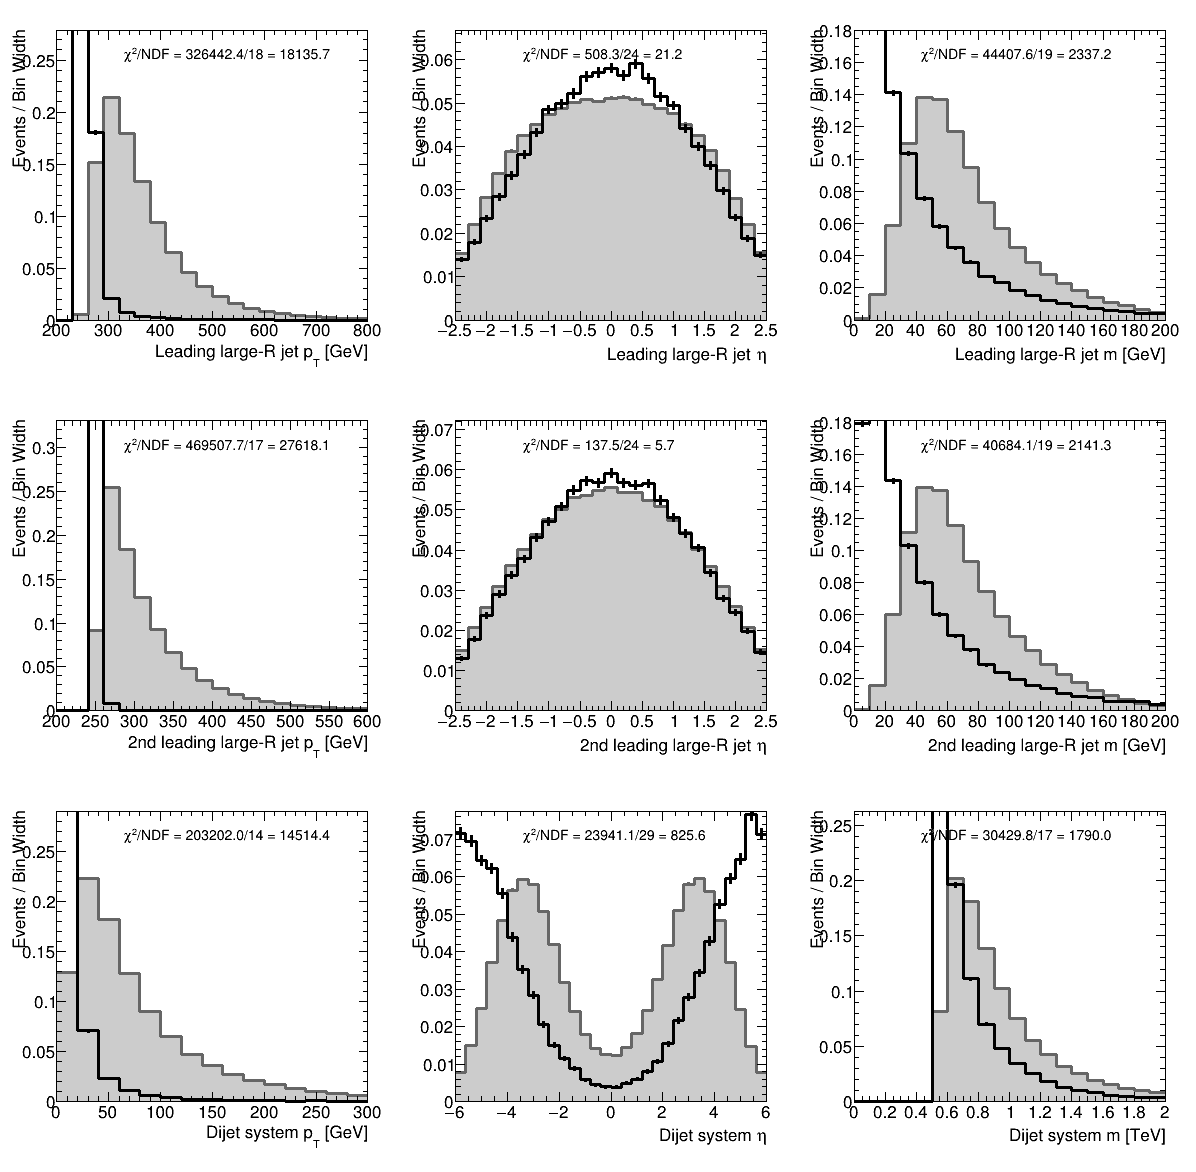 Events / Bin Width
χ²/NDF = 326442.4/18 = 18135.7
0.25
0.2
0.15
0.1
0.05
0
200 300 400 500 600 700 800
Leading large-R jet p_T [GeV]
Events / Bin Width
χ²/NDF = 508.3/24 = 21.2
0.06
0.05
0.04
0.03
0.02
0.01
0
−2.5 −2 −1.5 −1 −0.5 0 0.5 1 1.5 2 2.5
Leading large-R jet η
Events / Bin Width
χ²/NDF = 44407.6/19 = 2337.2
0.18
0.16
0.14
0.12
0.1
0.08
0.06
0.04
0.02
0
0 20 40 60 80 100 120 140 160 180 200
Leading large-R jet m [GeV]
Events / Bin Width
χ²/NDF = 469507.7/17 = 27618.1
0.3
0.25
0.2
0.15
0.1
0.05
0
200 250 300 350 400 450 500 550 600
2nd leading large-R jet p_T [GeV]
Events / Bin Width
χ²/NDF = 137.5/24 = 5.7
0.07
0.06
0.05
0.04
0.03
0.02
0.01
0
−2.5 −2 −1.5 −1 −0.5 0 0.5 1 1.5 2 2.5
2nd leading large-R jet η
Events / Bin Width
χ²/NDF = 40684.1/19 = 2141.3
0.18
0.16
0.14
0.12
0.1
0.08
0.06
0.04
0.02
0
0 20 40 60 80 100 120 140 160 180 200
2nd leading large-R jet m [GeV]
Events / Bin Width
χ²/NDF = 203202.0/14 = 14514.4
0.25
0.2
0.15
0.1
0.05
0
0 50 100 150 200 250 300
Dijet system p_T [GeV]
Events / Bin Width
χ²/NDF = 23941.1/29 = 825.6
0.07
0.06
0.05
0.04
0.03
0.02
0.01
0
−6 −4 −2 0 2 4 6
Dijet system η
Events / Bin Width
χ²/NDF = 30429.8/17 = 1790.0
0.25
0.2
0.15
0.1
0.05
0
0 0.2 0.4 0.6 0.8 1 1.2 1.4 1.6 1.8 2
Dijet system m [TeV]